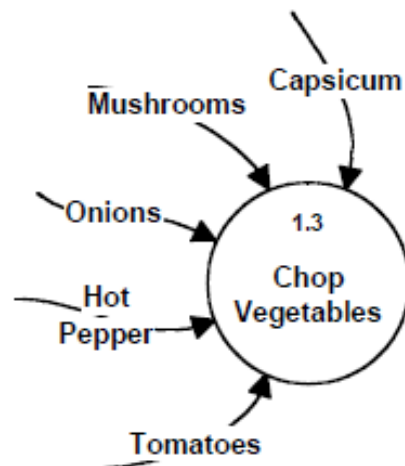 Capsicum
Mushrooms
Onions
Hot
Pepper
Tomatoes
1.3
Chop
Vegetables